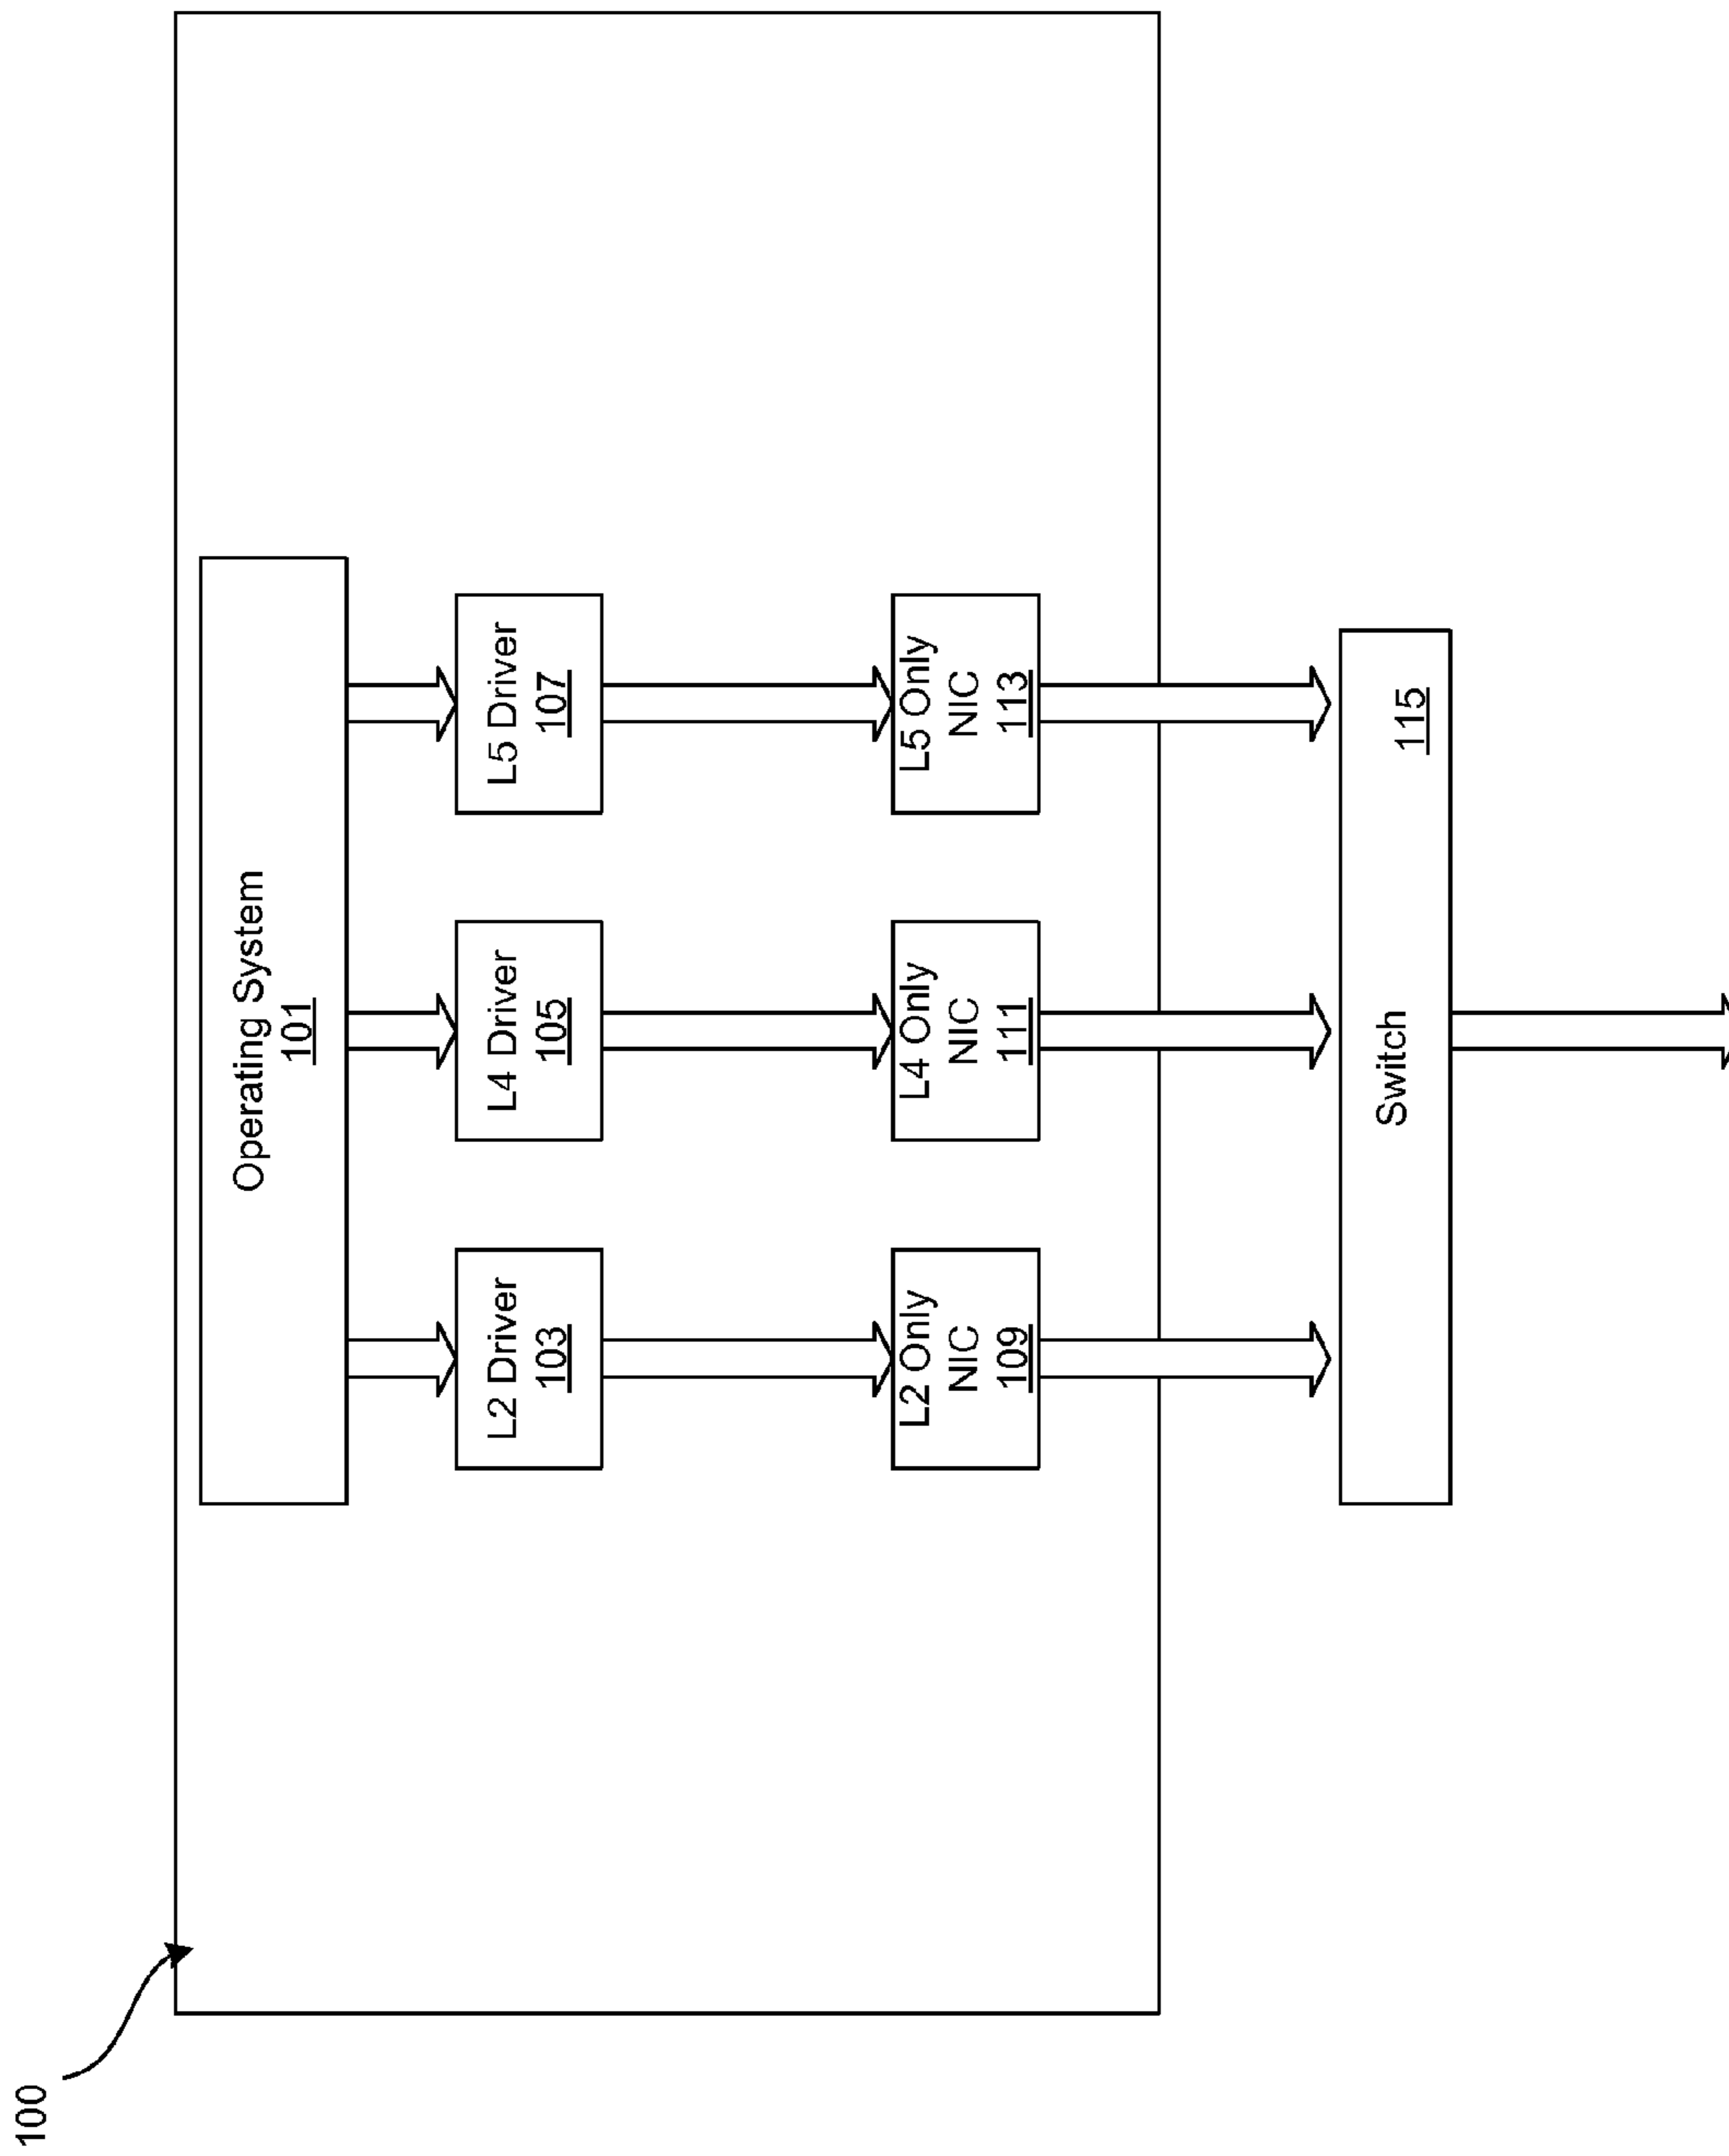 100
Operating System
101
L2 Driver
103
L4 Driver
105
L5 Driver
107
L2 Only
NIC
109
L4 Only
NIC
111
L5 Only
NIC
113
Switch
115